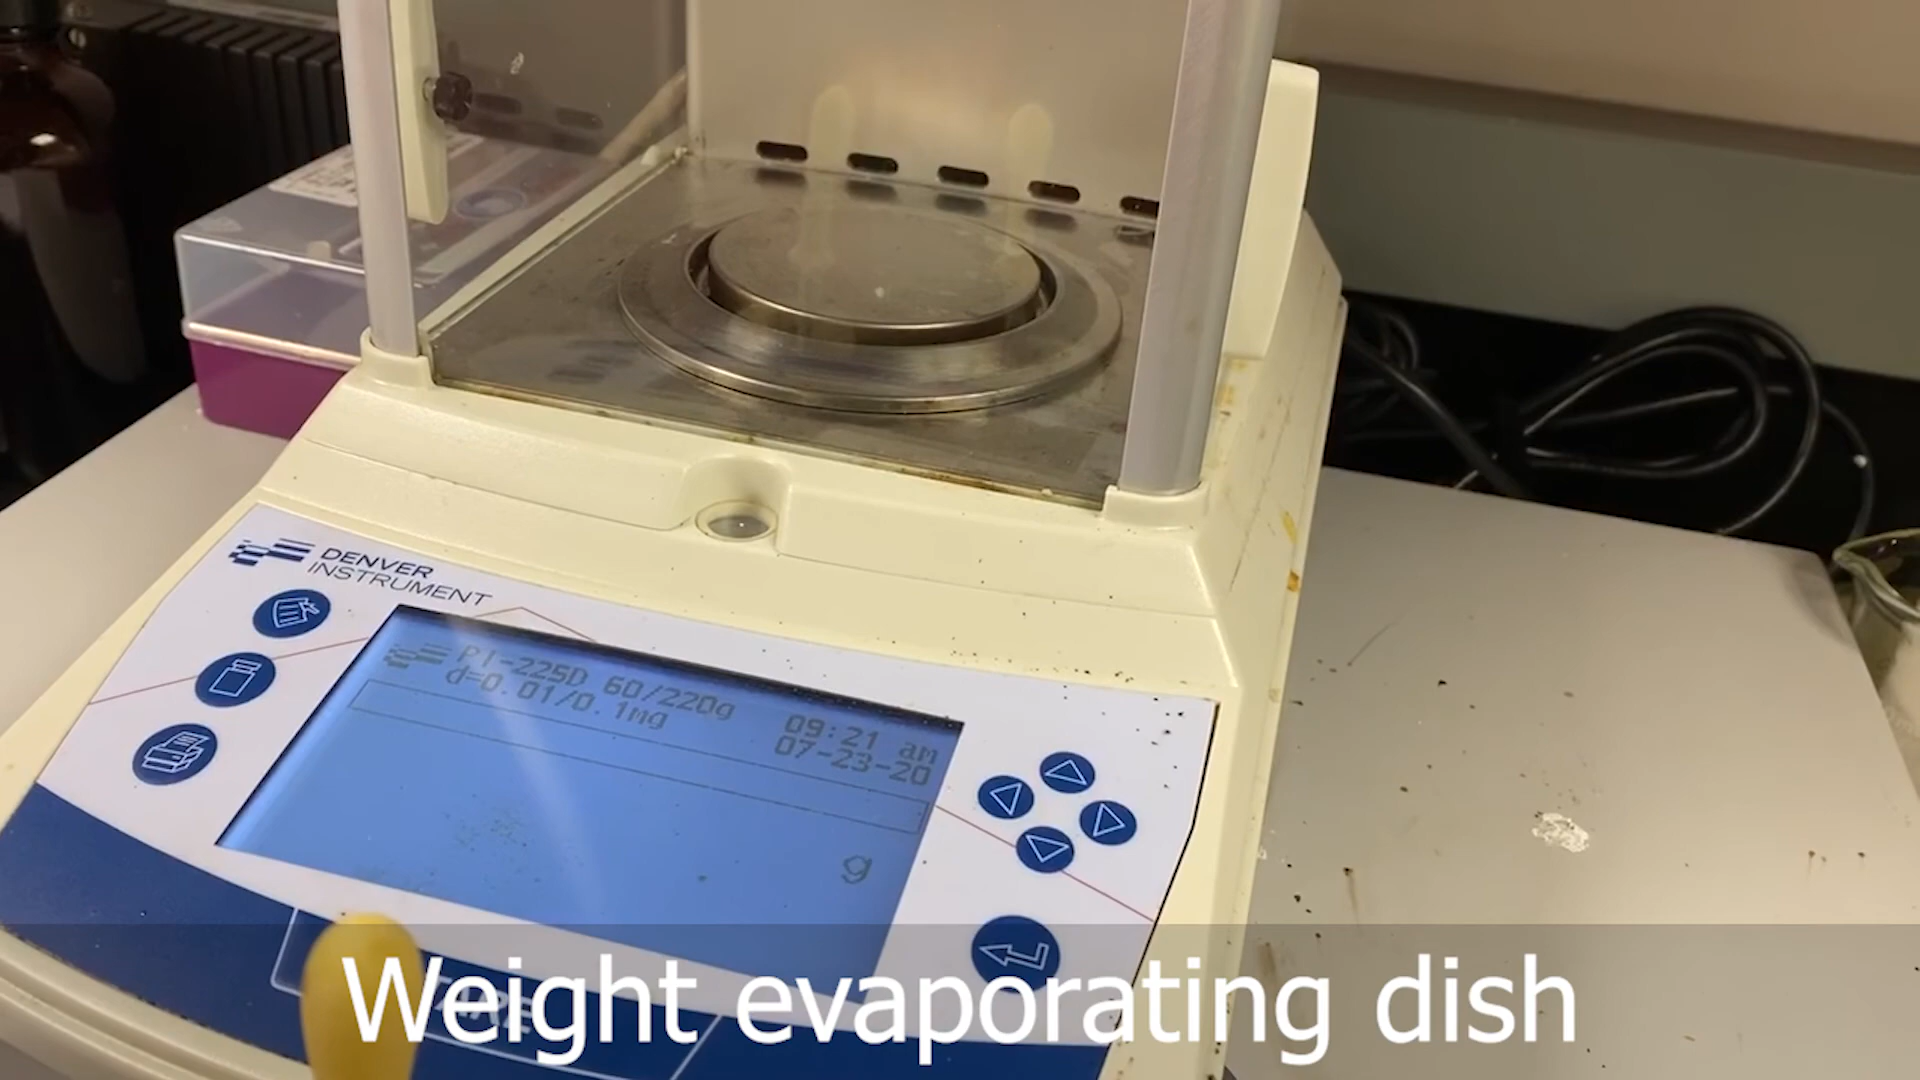 DENVER
INSTRUMENT
PI-225D 60/220g
d=0.01/0.1mg
09:21 am
07-23-20
g
Weight evaporating dish